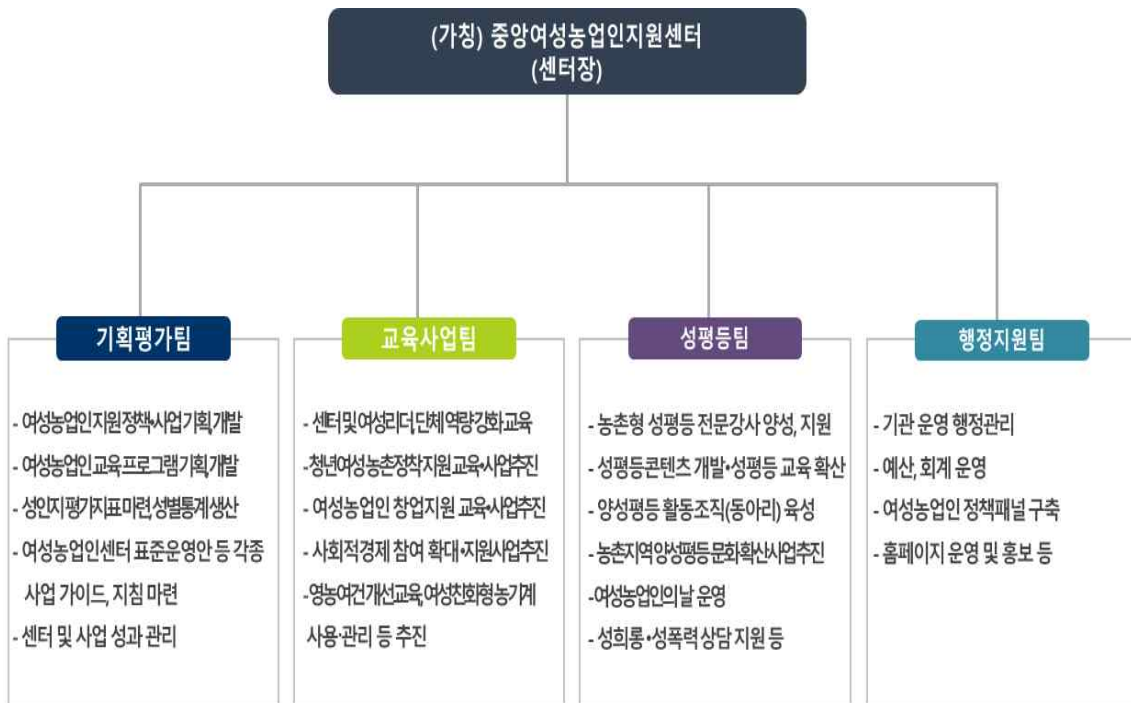 (가칭) 중앙여성농업인지원센터
(센터장)
기획평가팀
- 여성농업인지원정책•사업기획,개발
- 여성농업인교육프로그램기획,개발
- 성인지평가지표마련,성별통계생산
- 여성농업인센터 표준운영안 등 각종
사업 가이드, 지침 마련
- 센터 및 사업 성과 관리
교육사업팀
- 센터및여성리더,단체역량강화교육
-청년여성농촌정착지원교육•사업추진
- 여성농업인 창업지원 교육•사업추진
- 사회적경제 참여 확대•지원사업추진
-영농여건개선교육,여성친화형농기계
사용·관리 등 추진
성평등팀
- 농촌형 성평등 전문강사 양성, 지원
- 성평등콘텐츠 개발•성평등 교육 확산
- 양성평등 활동조직(동아리) 육성
- 농촌지역양성평등문화확산사업추진
-여성농업인의날 운영
- 성희롱•성폭력 상담 지원 등
행정지원팀
- 기관 운영 행정관리
- 예산, 회계 운영
- 여성농업인 정책패널 구축
- 홈페이지 운영 및 홍보 등